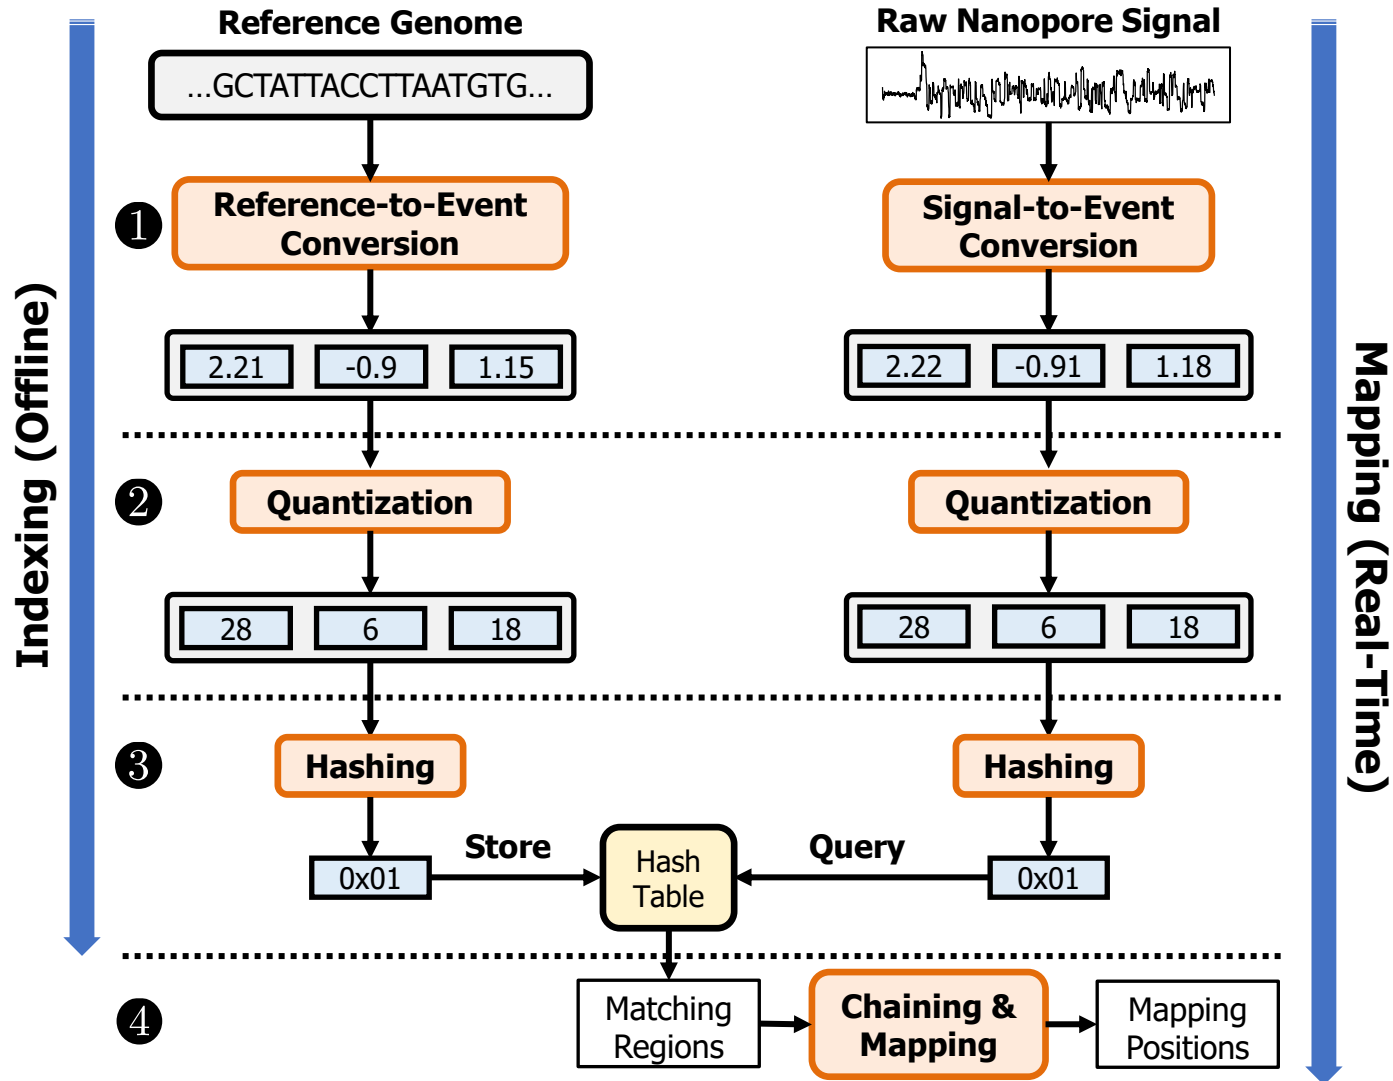 Reference Genome
Raw Nanopore Signal
...GCTATTACCTTAATGTG...
1
Reference-to-Event
Conversion
Signal-to-Event
Conversion
2.21
-0.9
1.15
2.22
-0.91
1.18
Indexing (Offline)
Mapping (Real-Time)
2
Quantization
Quantization
28
6
18
28
6
18
3
Hashing
Hashing
0x01
Store
Hash
Table
Query
0x01
4
Matching
Regions
Chaining &
Mapping
Mapping
Positions